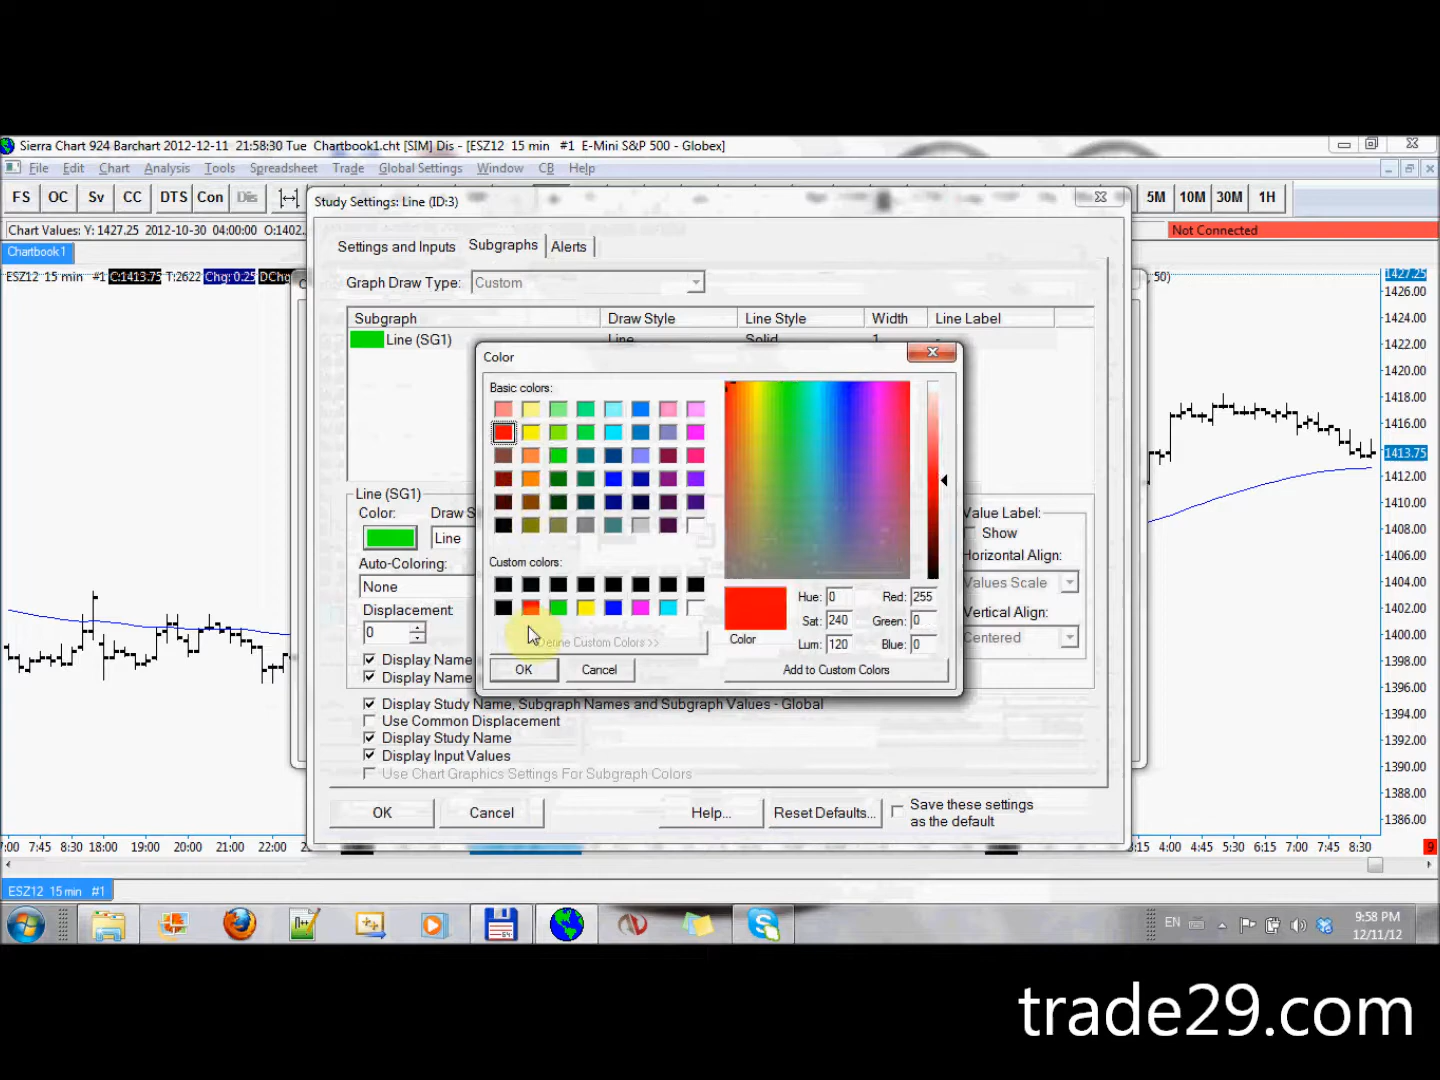 Sierra Chart 924 Barchart 2012-12-11 21:58:30 Tue Chartbook1.cht [SIM] Dis - [ESZ12 15 min #1 E-Mini S&P 500 - Globex]
File Edit Chart Analysis Tools Spreadsheet Trade Global Settings Window CB Help
FS OC Sv CC DTS Con Dis 5M 10M 30M 1H
Study Settings: Line (ID:3)
Chart Values: Y: 1427.25 2012-10-30 04:00:00 O:1402. Not Connected
Chartbook1
Settings and Inputs Subgraphs Alerts
ESZ12 15 min #1 C:1413.75 T:2622 Chg: 0.25 DChg , 50) 1427.25
Graph Draw Type: Custom
1426.00
1424.00
1422.00
1420.00
1418.00
1416.00
1413.75
1412.00
1410.00
1408.00
1406.00
1404.00
1402.00
1400.00
1398.00
1396.00
1394.00
1392.00
1390.00
1388.00
1386.00
Subgraph Draw Style Line Style Width Line Label
Line (SG1) Line Solid 1
Color
Basic colors:
Custom colors:
Define Custom Colors >>
OK Cancel
Hue: 0 Red: 255
Sat: 240 Green: 0
Color
Lum: 120 Blue: 0
Add to Custom Colors
Line (SG1)
Color: Draw S
Line
Auto-Coloring:
None
Displacement:
0
Display Name
Display Name
Value Label:
Show
Horizontal Align:
Values Scale
Vertical Align:
Centered
Display Study Name, Subgraph Names and Subgraph Values - Global
Use Common Displacement
Display Study Name
Display Input Values
Use Chart Graphics Settings For Subgraph Colors
OK Cancel Help... Reset Defaults... Save these settings
as the default
7:00 7:45 8:30 18:00 19:00 20:00 21:00 22:00 3:15 4:00 4:45 5:30 6:15 7:00 7:45 8:30 9
ESZ12 15 min #1
EN 9:58 PM
12/11/12
trade29.com